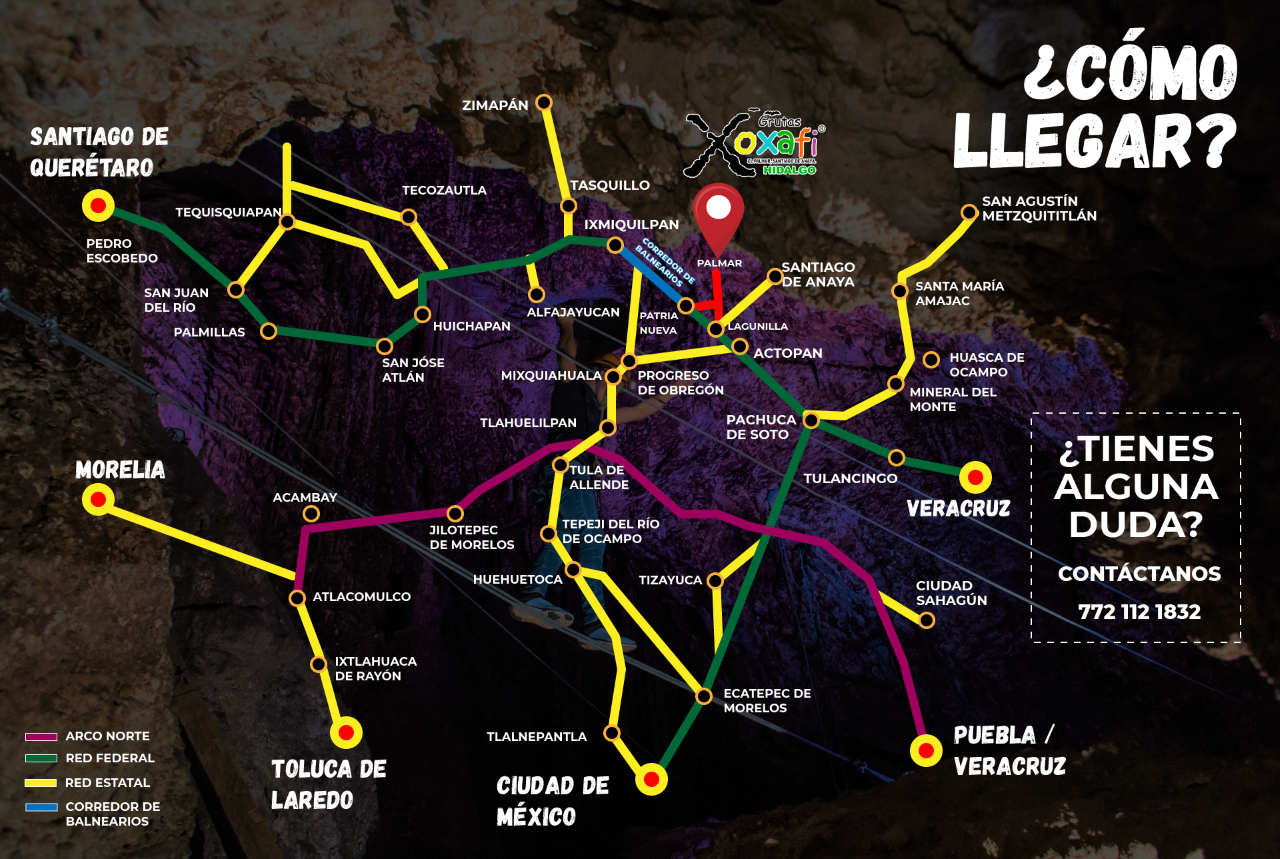 ¿CÓMO
LLEGAR?
Grutas
Xoxafi®
EL PALMAR, SANTIAGO DE ANAYA,
HIDALGO
SANTIAGO DE
QUERÉTARO
PEDRO
ESCOBEDO
TEQUISQUIAPAN
TECOZAUTLA
ZIMAPÁN
TASQUILLO
IXMIQUILPAN
CORREDOR DE
BALNEARIOS
PALMAR
SANTIAGO
DE ANAYA
SAN AGUSTÍN
METZQUITITLÁN
SAN JUAN
DEL RÍO
PALMILLAS
SAN JÓSE
ATLÁN
HUICHAPAN
ALFAJAYUCAN
PATRIA
NUEVA
LAGUNILLA
ACTOPAN
SANTA MARÍA
AMAJAC
HUASCA DE
OCAMPO
MINERAL DEL
MONTE
MIXQUIAHUALA
PROGRESO
DE OBREGÓN
TLAHUELILPAN
PACHUCA
DE SOTO
TULANCINGO
VERACRUZ
¿TIENES
ALGUNA
DUDA?
CONTÁCTANOS
772 112 1832
MORELIA
ACAMBAY
JILOTEPEC
DE MORELOS
TULA DE
ALLENDE
TEPEJI DEL RÍO
DE OCAMPO
HUEHUETOCA
TIZAYUCA
CIUDAD
SAHAGÚN
ATLACOMULCO
IXTLAHUACA
DE RAYÓN
ECATEPEC DE
MORELOS
TLALNEPANTLA
TOLUCA DE
LAREDO
CIUDAD DE
MÉXICO
PUEBLA /
VERACRUZ
ARCO NORTE
RED FEDERAL
RED ESTATAL
CORREDOR DE
BALNEARIOS